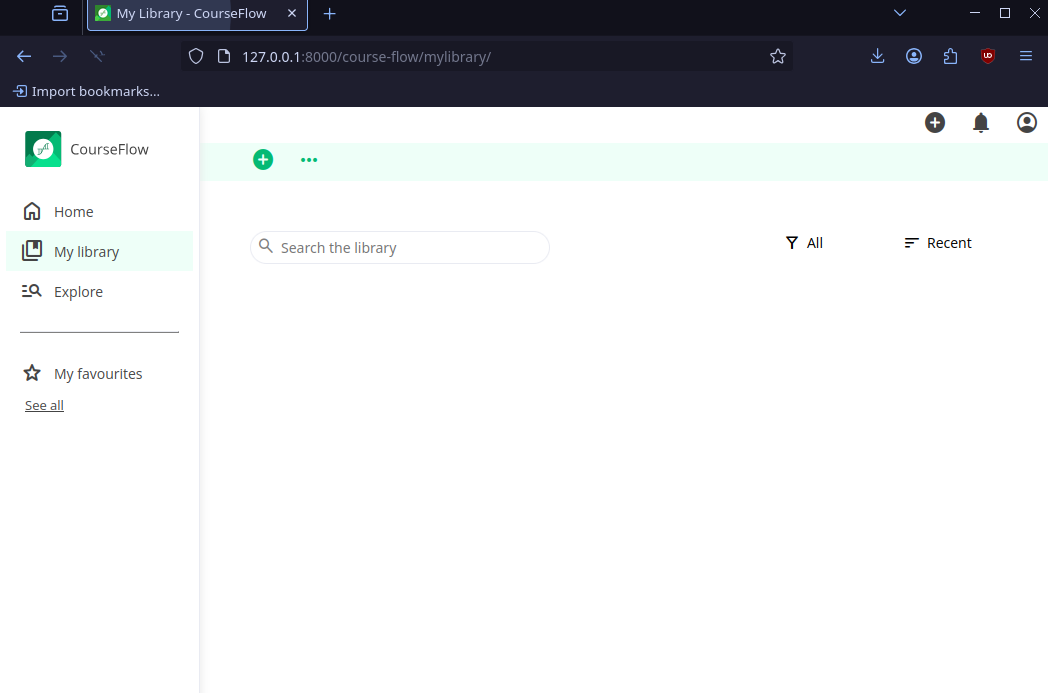 My Library - CourseFlow
127.0.0.1:8000/course-flow/mylibrary/
UD
Import bookmarks...
CourseFlow
Home
My library
Explore
My favourites
See all
Search the library
All
Recent